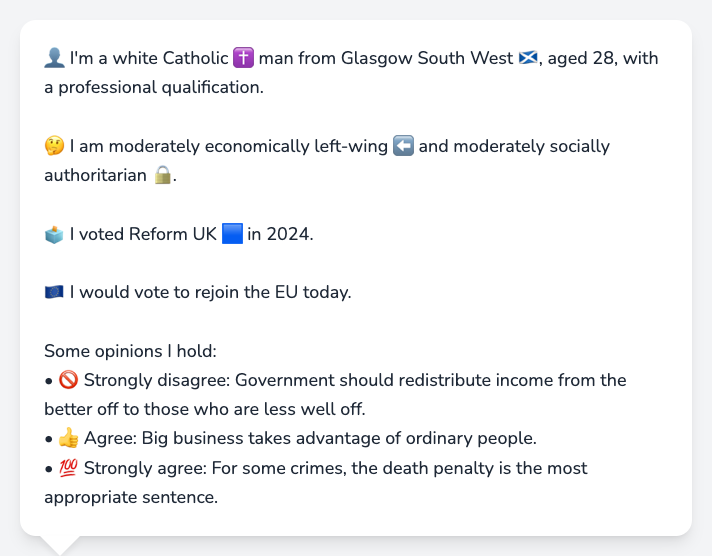 👤 I'm a white Catholic ✝️ man from Glasgow South West 🏴󠁧󠁢󠁳󠁣󠁴󠁿, aged 28, with
a professional qualification.
🤔 I am moderately economically left-wing ⬅️ and moderately socially
authoritarian 🔒.
🗳️ I voted Reform UK 🟦 in 2024.
🇪🇺 I would vote to rejoin the EU today.
Some opinions I hold:
• 🚫 Strongly disagree: Government should redistribute income from the
better off to those who are less well off.
• 👍 Agree: Big business takes advantage of ordinary people.
• 💯 Strongly agree: For some crimes, the death penalty is the most
appropriate sentence.